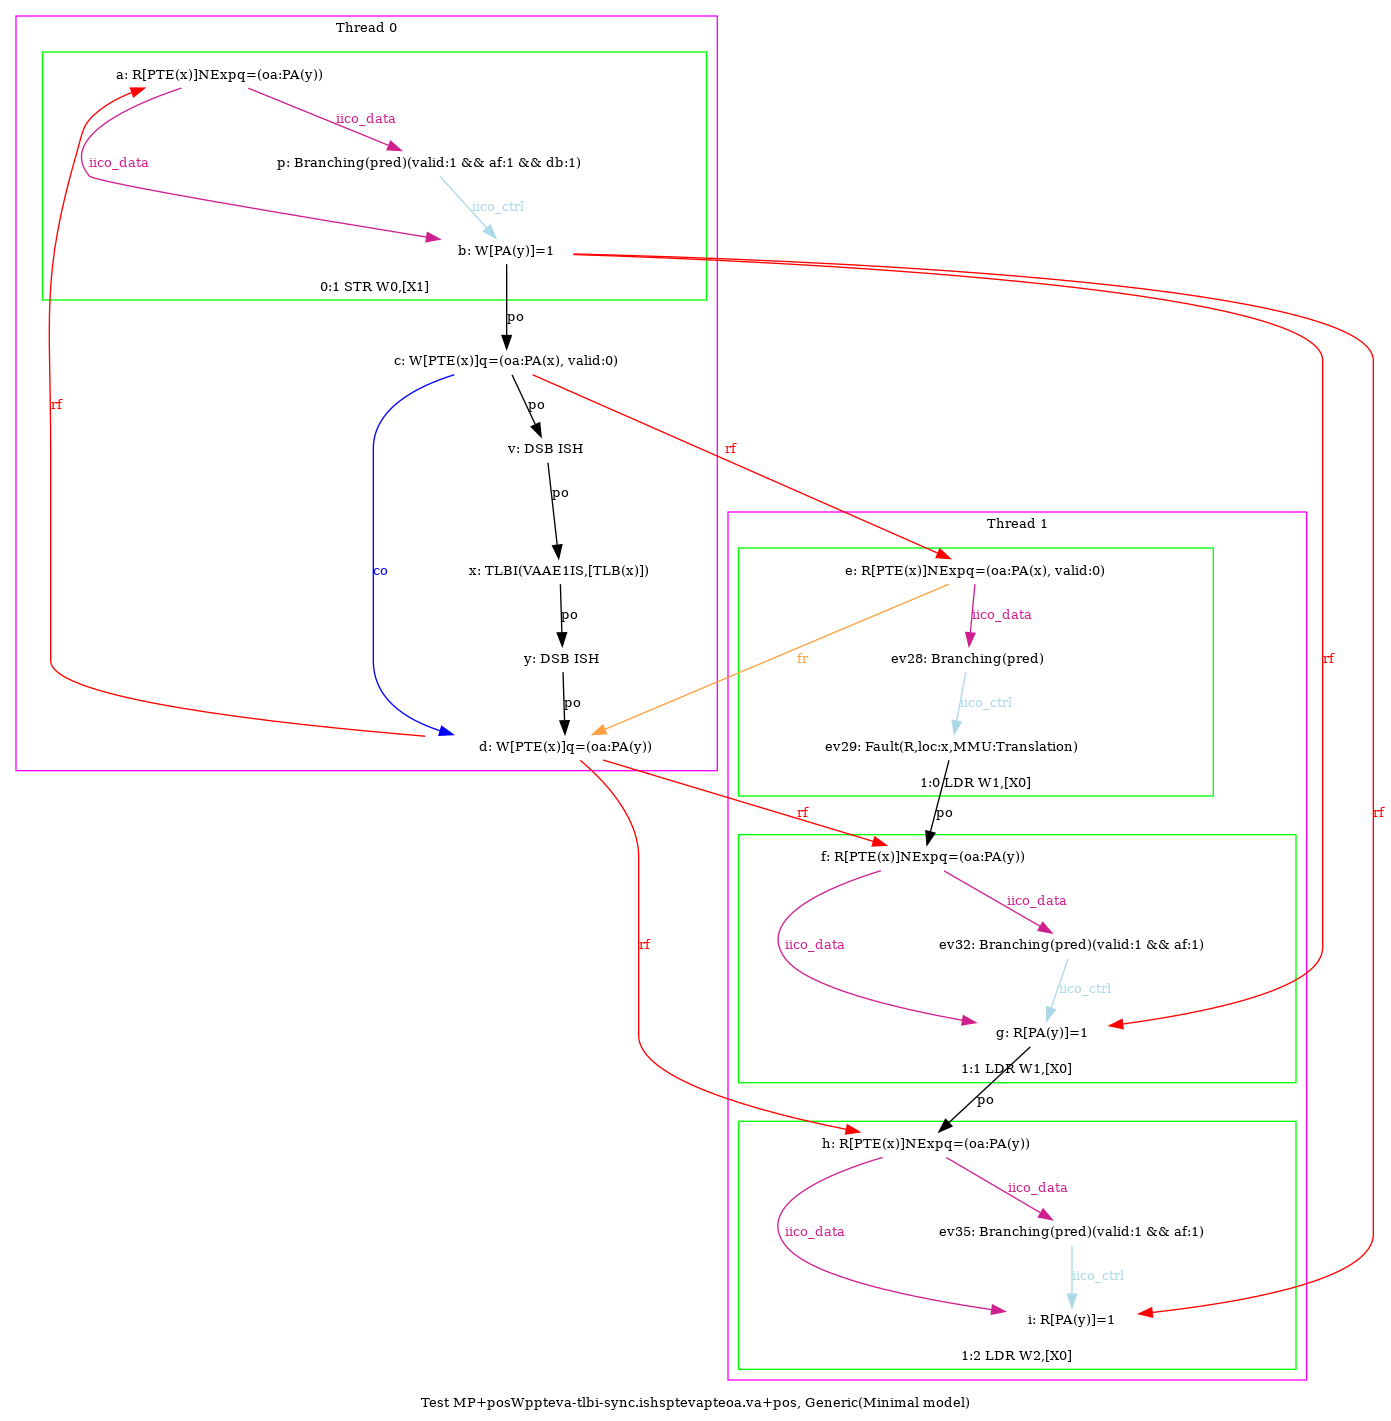 Thread 0
a: R[PTE(x)]NExpq=(oa:PA(y))
iico_data
iico_data
p: Branching(pred)(valid:1 && af:1 && db:1)
iico_ctrl
b: W[PA(y)]=1
0:1 STR W0,[X1]
po
c: W[PTE(x)]q=(oa:PA(x), valid:0)
rf
po
v: DSB ISH
rf
po
Thread 1
co
x: TLBI(VAAE1IS,[TLB(x)])
e: R[PTE(x)]NExpq=(oa:PA(x), valid:0)
po
iico_data
y: DSB ISH
fr
ev28: Branching(pred)
rf
po
iico_ctrl
d: W[PTE(x)]q=(oa:PA(y))
ev29: Fault(R,loc:x,MMU:Translation)
1:0 LDR W1,[X0]
rf
po
rf
f: R[PTE(x)]NExpq=(oa:PA(y))
iico_data
rf
iico_data
ev32: Branching(pred)(valid:1 && af:1)
iico_ctrl
g: R[PA(y)]=1
1:1 LDR W1,[X0]
po
h: R[PTE(x)]NExpq=(oa:PA(y))
iico_data
iico_data
ev35: Branching(pred)(valid:1 && af:1)
iico_ctrl
i: R[PA(y)]=1
1:2 LDR W2,[X0]
Test MP+posWppteva-tlbi-sync.ishsptevapteoa.va+pos, Generic(Minimal model)